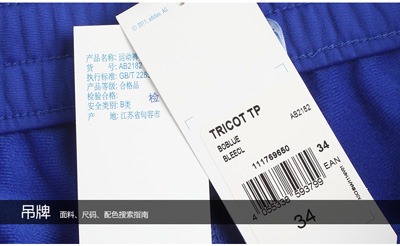 © 2011, adidas AG
产品名称: 运动裤
货 号: AB2182
执行标准: GB/T 228
产品等级: 合格品
检验合格: 检
安全类别: B类
产地: 江苏省句容市
TRICOT TP
AB2182
BOBLUE
BLEECL
111769650
34
EAN
4 055338 593799
34
吊牌
面料、尺码、配色搜索指南